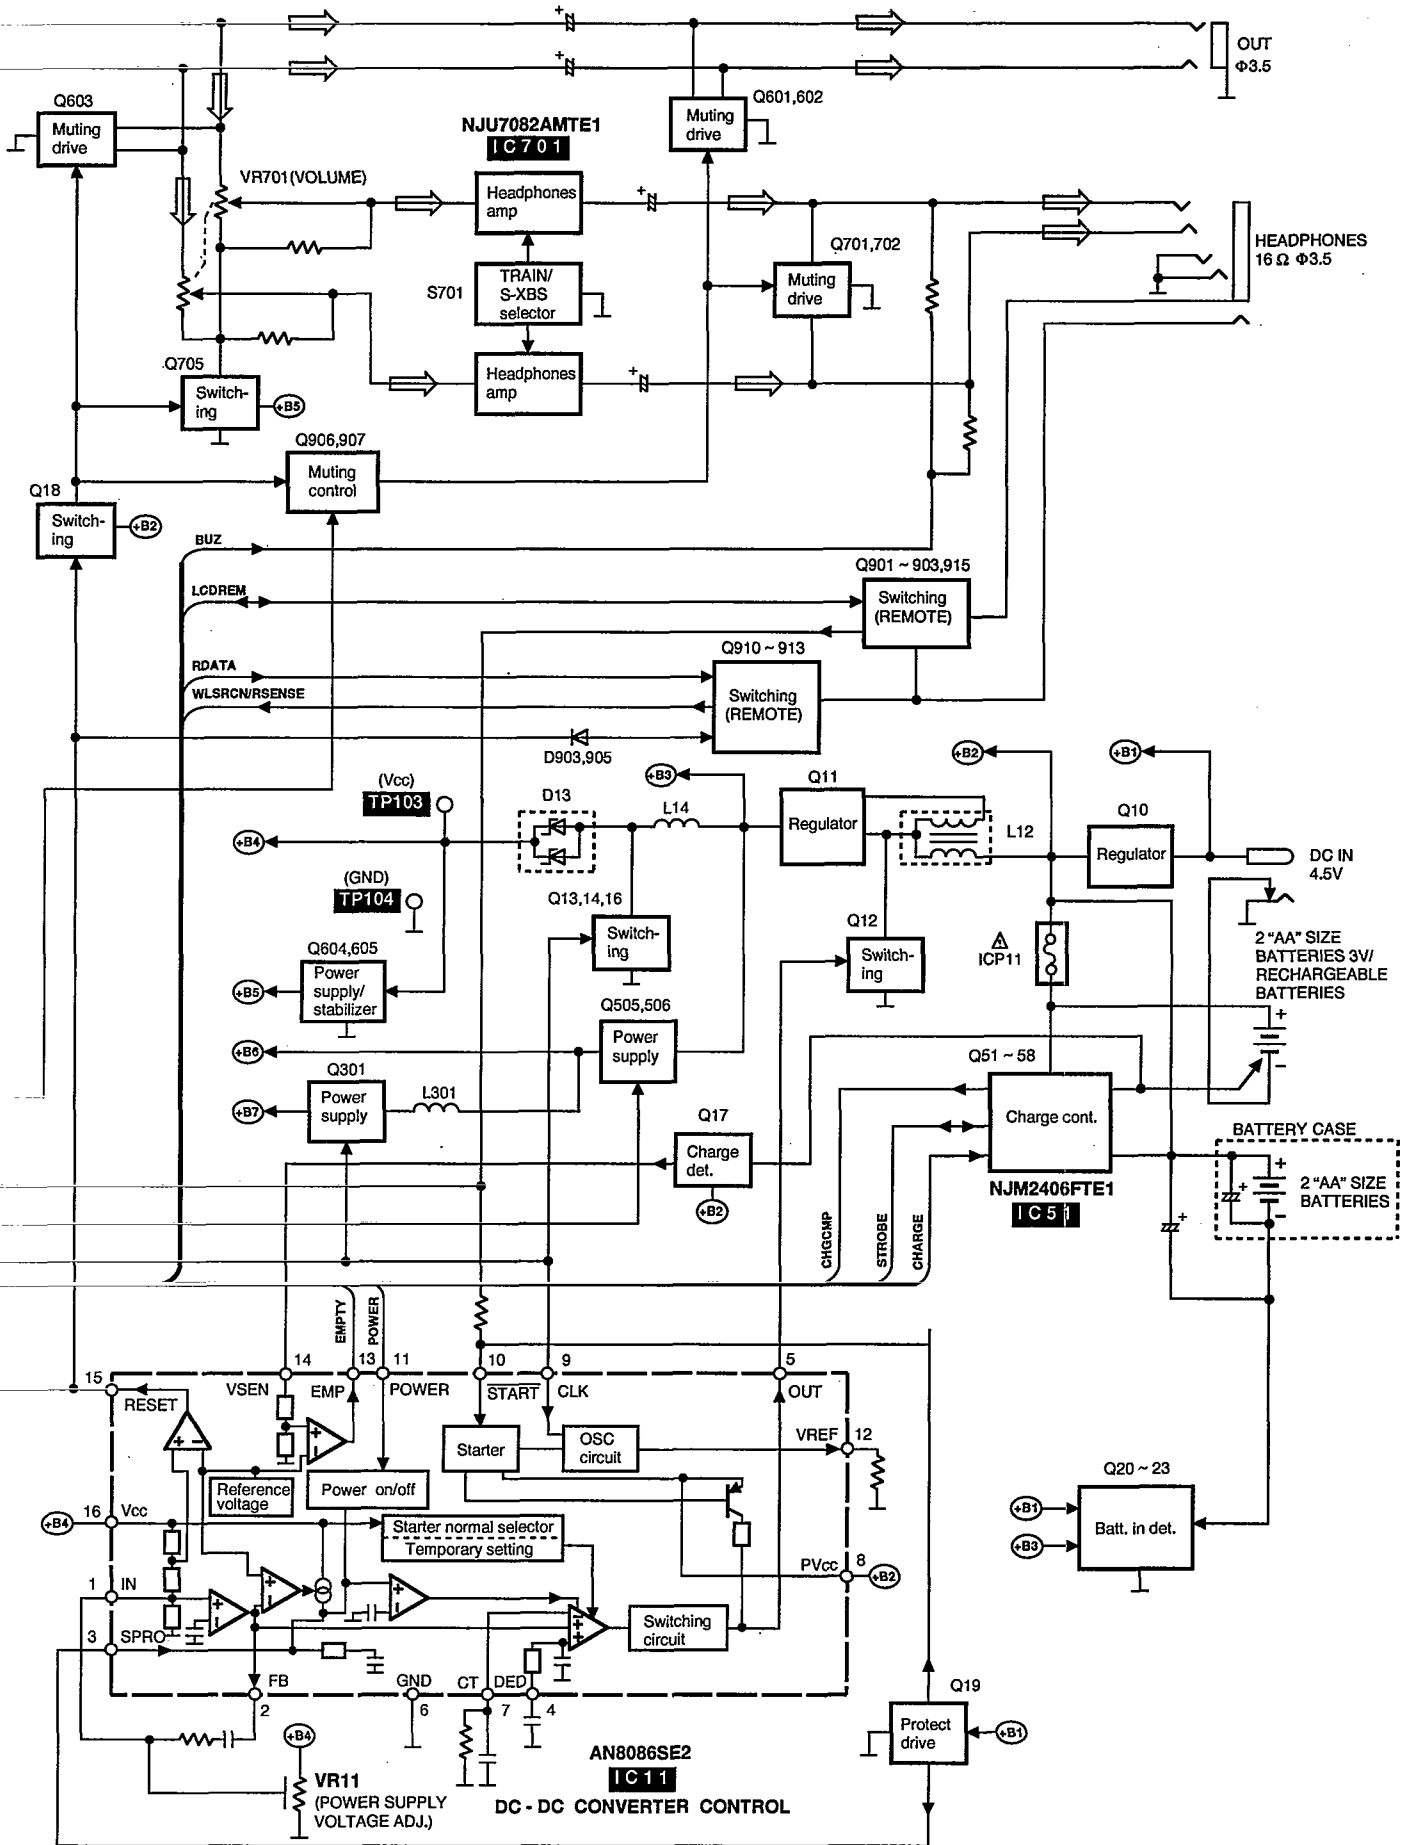 OUT
Φ3.5
Q603
Muting
drive
Q601,602
Muting
drive
NJU7082AMTE1
IC701
VR701(VOLUME)
Headphones
amp
Q701,702
Muting
drive
HEADPHONES
16 Ω Φ3.5
S701
TRAIN/
S-XBS
selector
Q705
Switch-
ing
+B5
Headphones
amp
Q906,907
Muting
control
Q18
Switch-
ing
+B2
BUZ
Q901 ~ 903,915
LCDREM
Switching
(REMOTE)
Q910 ~ 913
RDATA
WLSRCN/RSENSE
Switching
(REMOTE)
D903,905
+B2
+B1
(Vcc)
TP103
+B3
D13
L14
Q11
Regulator
L12
Q10
Regulator
DC IN
4.5V
+B4
(GND)
TP104
Q13,14,16
Switch-
ing
Q12
Switch-
ing
ICP11
2 "AA" SIZE
BATTERIES 3V/
RECHARGEABLE
BATTERIES
Q604,605
Power
supply/
stabilizer
+B5
Q505,506
Power
supply
+B6
Q301
Power
supply
L301
+B7
Q51 ~ 58
Charge cont.
+
−
Q17
Charge
det.
+B2
NJM2406FTE1
IC51
BATTERY CASE
+
−
+
2 "AA" SIZE
BATTERIES
+
CHGCMP
STROBE
CHARGE
EMPTY
POWER
15
14
13
11
10
9
5
RESET
VSEN
EMP
POWER
START
CLK
OUT
Starter
OSC
circuit
VREF
12
Reference
voltage
Power on/off
+B4
16
Vcc
Starter normal selector
Temporary setting
PVcc
8
+B2
1
IN
3
SPRO
Switching
circuit
FB
2
GND
6
CT
7
DED
4
Q20 ~ 23
+B1
+B3
Batt. in det.
Q19
Protect
drive
+B1
+B4
VR11
(POWER SUPPLY
VOLTAGE ADJ.)
AN8086SE2
IC11
DC - DC CONVERTER CONTROL